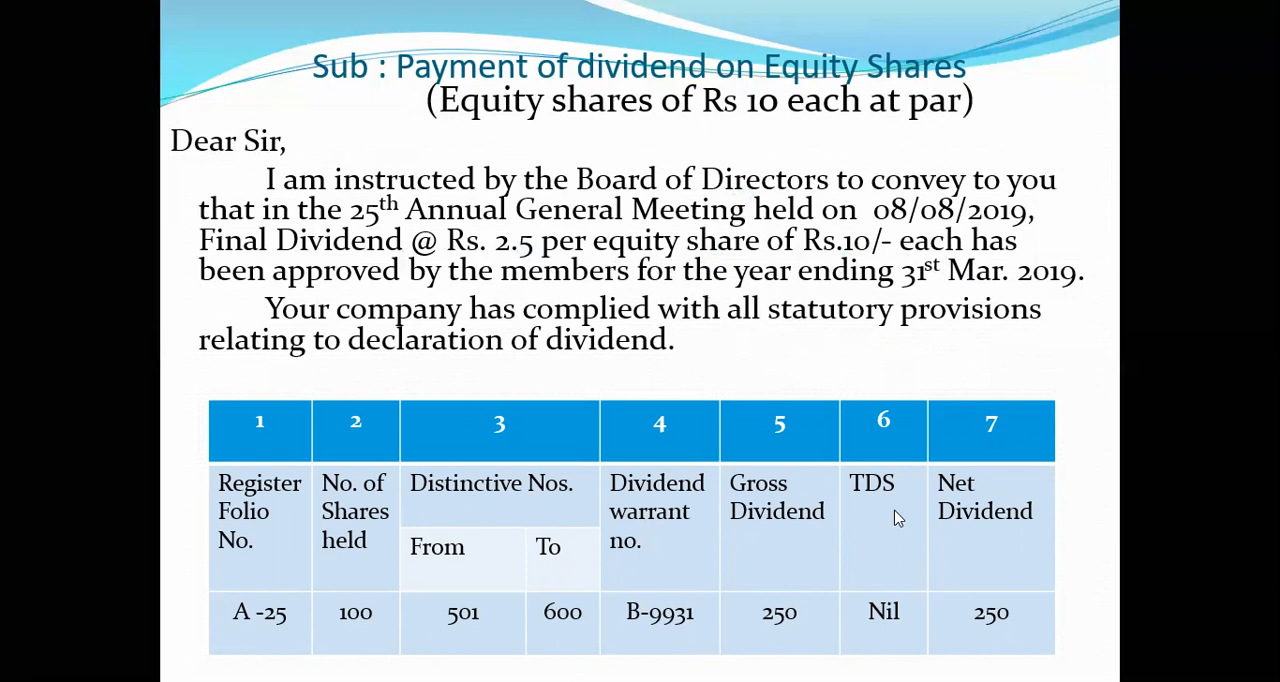 Sub : Payment of dividend on Equity Shares
(Equity shares of Rs 10 each at par)
Dear Sir,
I am instructed by the Board of Directors to convey to you
that in the 25th Annual General Meeting held on 08/08/2019,
Final Dividend @ Rs. 2.5 per equity share of Rs.10/- each has
been approved by the members for the year ending 31st Mar. 2019.
Your company has complied with all statutory provisions
relating to declaration of dividend.
1 2 3 4 5 6 7
Register Folio No. No. of Shares held Distinctive Nos. Dividend warrant no. Gross Dividend TDS Net Dividend
From To
A -25 100 501 600 B-9931 250 Nil 250